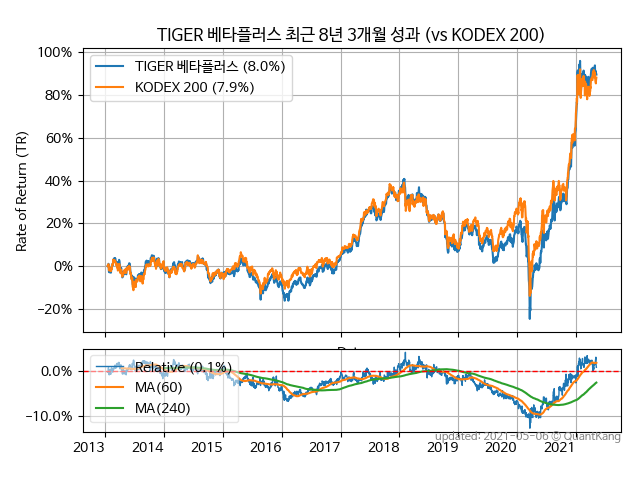 TIGER 베타플러스 최근 8년 3개월 성과 (vs KODEX 200)
100%
80%
60%
40%
20%
0%
−20%
Rate of Return (TR)
TIGER 베타플러스 (8.0%)
KODEX 200 (7.9%)
0.0%
−10.0%
Relative (0.1%)
MA(60)
MA(240)
2013 2014 2015 2016 2017 2018 2019 2020 2021
updated: 2021-05-06 © QuantKang